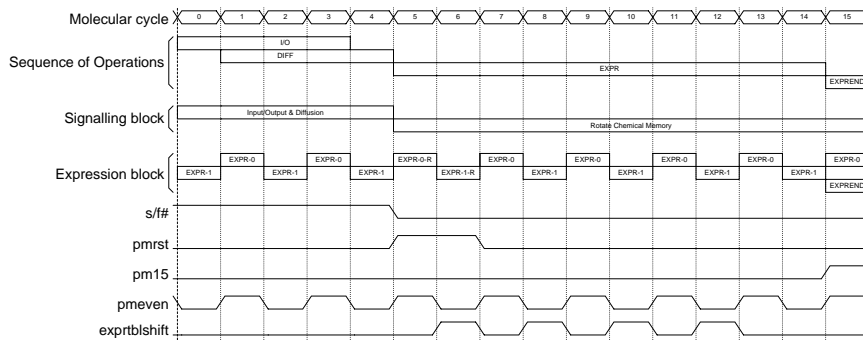 Molecular cycle 0 1 2 3 4 5 6 7 8 9 10 11 12 13 14 15
I/O
DIFF
Sequence of Operations
EXPR
EXPREND
Input/Output & Diffusion
Signalling block
Rotate Chemical Memory
EXPR-0 EXPR-0 EXPR-0-R EXPR-0 EXPR-0 EXPR-0 EXPR-0 EXPR-0
Expression block
EXPR-1 EXPR-1 EXPR-1 EXPR-1-R EXPR-1 EXPR-1 EXPR-1 EXPR-1
EXPREND
s/f#
pmrst
pm15
pmeven
exprtblshift